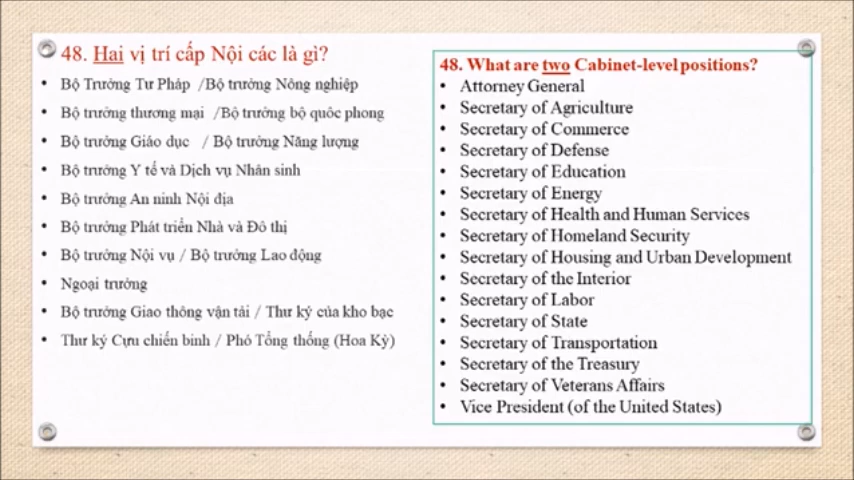 48. Hai vị trí cấp Nội các là gì?
• Bộ Trưởng Tư Pháp /Bộ trưởng Nông nghiệp
• Bộ trưởng thương mại /Bộ trưởng bộ quôc phong
• Bộ trưởng Giáo dục / Bộ trưởng Năng lượng
• Bộ trưởng Y tế và Dịch vụ Nhân sinh
• Bộ trưởng An ninh Nội địa
• Bộ trưởng Phát triển Nhà và Đô thị
• Bộ trưởng Nội vụ / Bộ trưởng Lao động
• Ngoại trưởng
• Bộ trưởng Giao thông vận tải / Thư ký của kho bạc
• Thư ký Cựu chiến binh / Phó Tổng thống (Hoa Kỳ)
48. What are two Cabinet-level positions?
• Attorney General
• Secretary of Agriculture
• Secretary of Commerce
• Secretary of Defense
• Secretary of Education
• Secretary of Energy
• Secretary of Health and Human Services
• Secretary of Homeland Security
• Secretary of Housing and Urban Development
• Secretary of the Interior
• Secretary of Labor
• Secretary of State
• Secretary of Transportation
• Secretary of the Treasury
• Secretary of Veterans Affairs
• Vice President (of the United States)